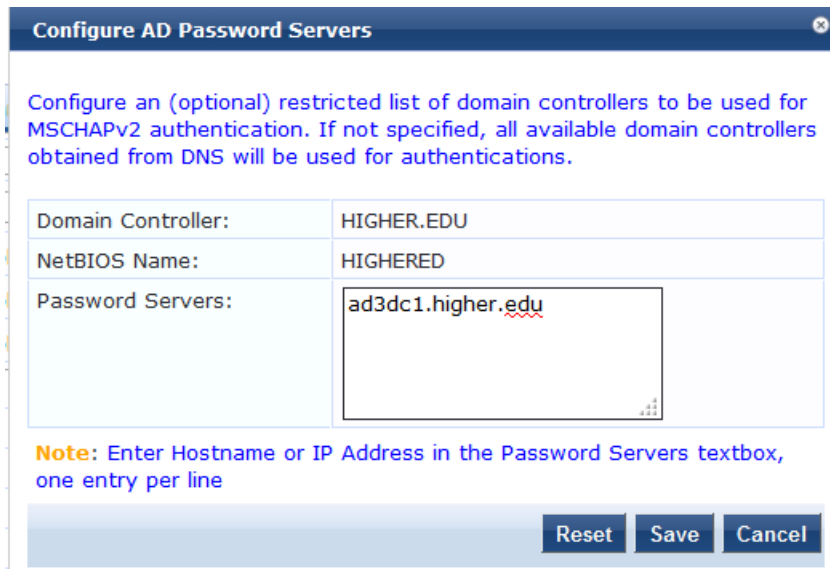 Configure AD Password Servers
Configure an (optional) restricted list of domain controllers to be used for
MSCHAPv2 authentication. If not specified, all available domain controllers
obtained from DNS will be used for authentications.
Domain Controller: HIGHER.EDU
NetBIOS Name: HIGHERED
Password Servers: ad3dc1.higher.edu
Note: Enter Hostname or IP Address in the Password Servers textbox,
one entry per line
Reset Save Cancel